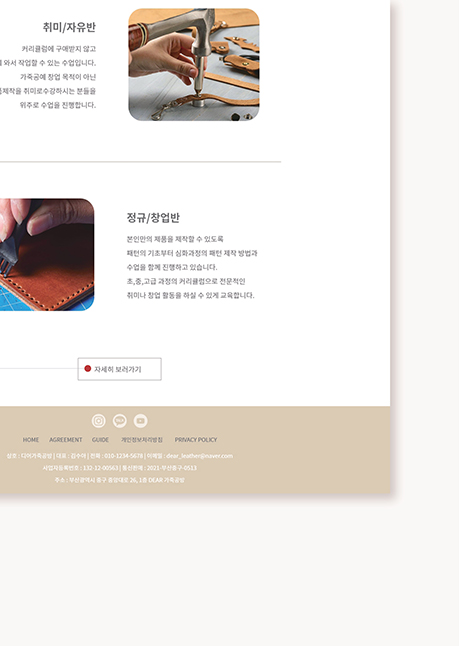 취미/자유반
커리큘럼에 구애받지 않고
와서 작업할 수 있는 수업입니다.
가죽공예 창업 목적이 아닌
취미로수강하시는 분들을
위주로 수업을 진행합니다.
정규/창업반
본인만의 제품을 제작할 수 있도록
패턴의 기초부터 심화과정의 패턴 제작 방법과
수업을 함께 진행하고 있습니다.
초,중,고급 과정의 커리큘럼으로 전문적인
취미나 창업 활동을 하실 수 있게 교육합니다.
자세히 보러가기
HOME AGREEMENT GUIDE 개인정보처리방침 PRIVACY POLICY
상호 : 디어가죽공방 | 대표 : 김수미 | 전화 : 010-1234-5678 | 이메일 : dear_leather@naver.com
사업자등록번호 : 132-12-00563 | 통신판매 : 2021-부산중구-0513
주소 : 부산광역시 중구 중앙대로 26, 1층 DEAR 가죽공방